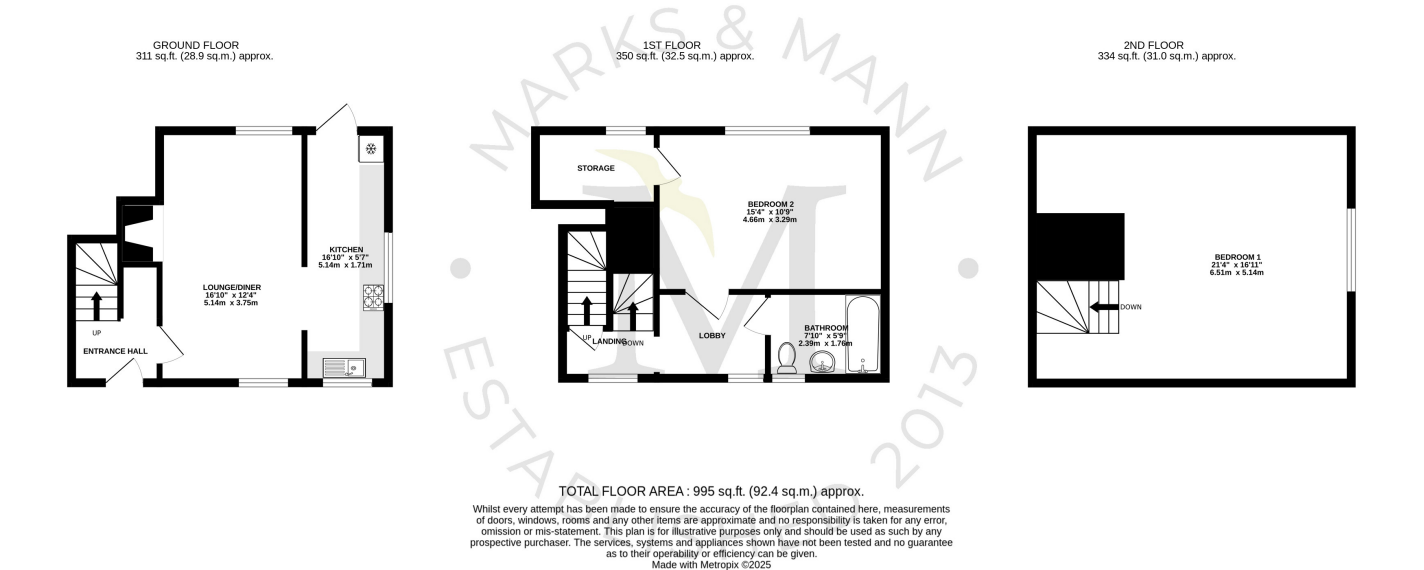 GROUND FLOOR
311 sq.ft. (28.9 sq.m.) approx.
1ST FLOOR
350 sq.ft. (32.5 sq.m.) approx.
2ND FLOOR
334 sq.ft. (31.0 sq.m.) approx.
MARKS & MANN
ESTABLISHED 2013
M
KITCHEN
16'10" x 5'7"
5.14m x 1.71m
LOUNGE/DINER
16'10" x 12'4"
5.14m x 3.75m
UP
ENTRANCE HALL
STORAGE
BEDROOM 2
15'4" x 10'9"
4.66m x 3.29m
LOBBY
BATHROOM
7'10" x 5'9"
2.39m x 1.76m
UP
LANDING
DOWN
BEDROOM 1
21'4" x 16'11"
6.51m x 5.14m
DOWN
TOTAL FLOOR AREA : 995 sq.ft. (92.4 sq.m.) approx.
Whilst every attempt has been made to ensure the accuracy of the floorplan contained here, measurements
of doors, windows, rooms and any other items are approximate and no responsibility is taken for any error,
omission or mis-statement. This plan is for illustrative purposes only and should be used as such by any
prospective purchaser. The services, systems and appliances shown have not been tested and no guarantee
as to their operability or efficiency can be given.
Made with Metropix ©2025